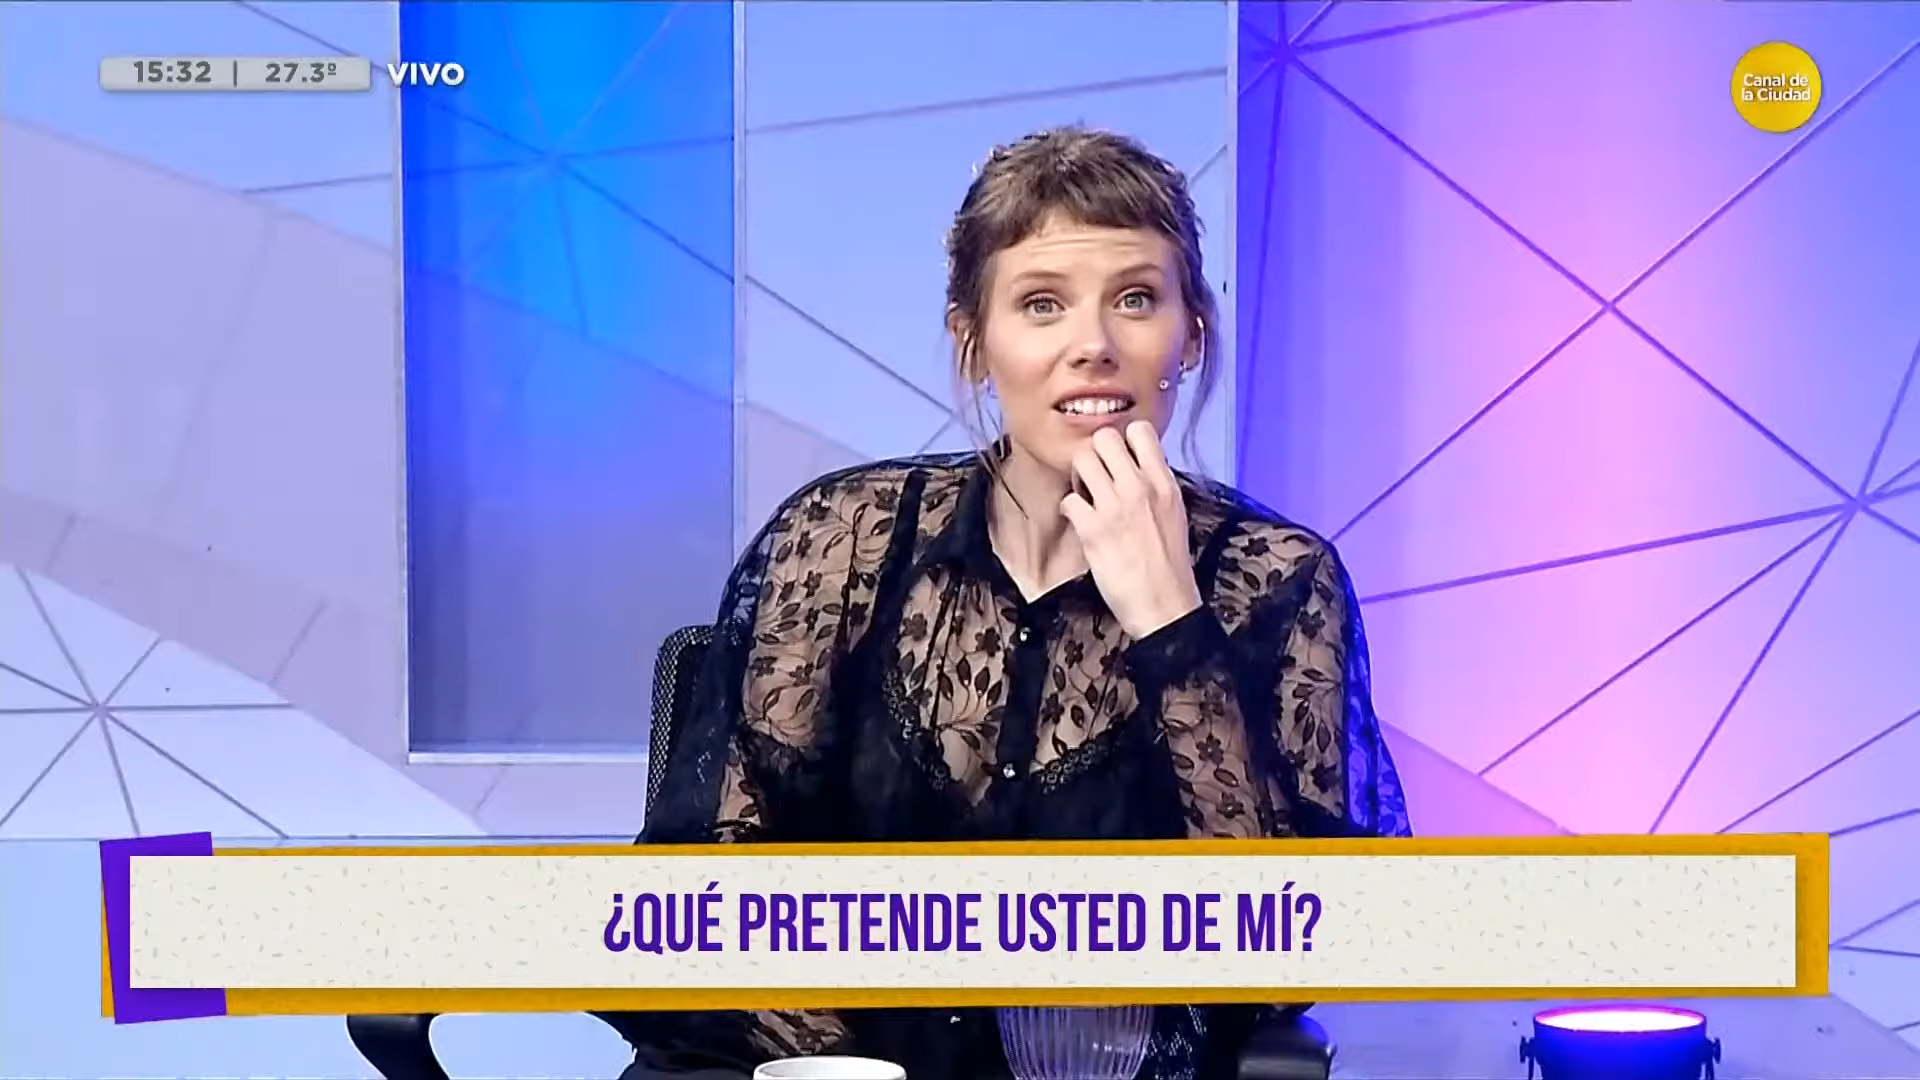 15:32 | 27.3º VIVO
Canal de
la Ciudad
¿QUÉ PRETENDE USTED DE MÍ?